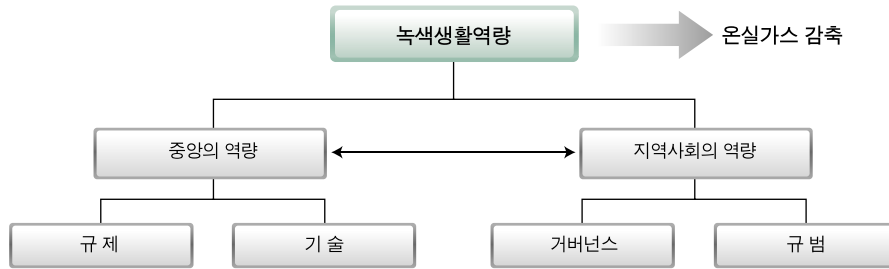 녹색생활역량
온실가스 감축
중앙의 역량
지역사회의 역량
규 제
기 술
거버넌스
규 범